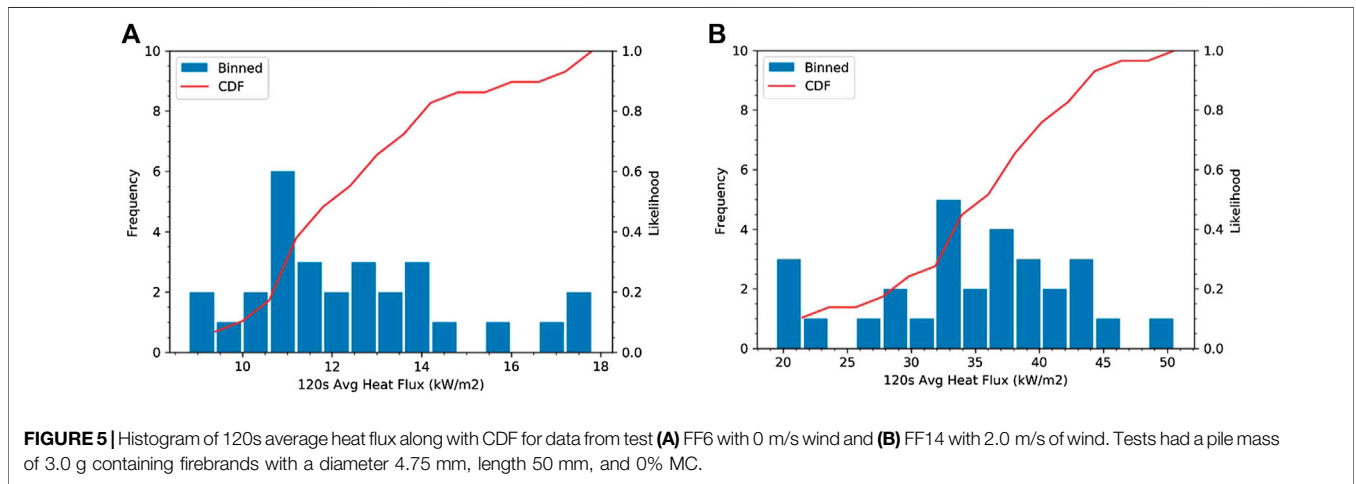 A
Binned
CDF
10
8
6
4
2
0
Frequency
1.0
0.8
0.6
0.4
0.2
0.0
Likelihood
10 11 12 13 14 15 16 17 18
120s Avg Heat Flux (kW/m2)
B
Binned
CDF
10
8
6
4
2
0
Frequency
1.0
0.8
0.6
0.4
0.2
0.0
Likelihood
20 25 30 35 40 45 50
120s Avg Heat Flux (kW/m2)
FIGURE 5 | Histogram of 120s average heat flux along with CDF for data from test (A) FF6 with 0 m/s wind and (B) FF14 with 2.0 m/s of wind. Tests had a pile mass
of 3.0 g containing firebrands with a diameter 4.75 mm, length 50 mm, and 0% MC.